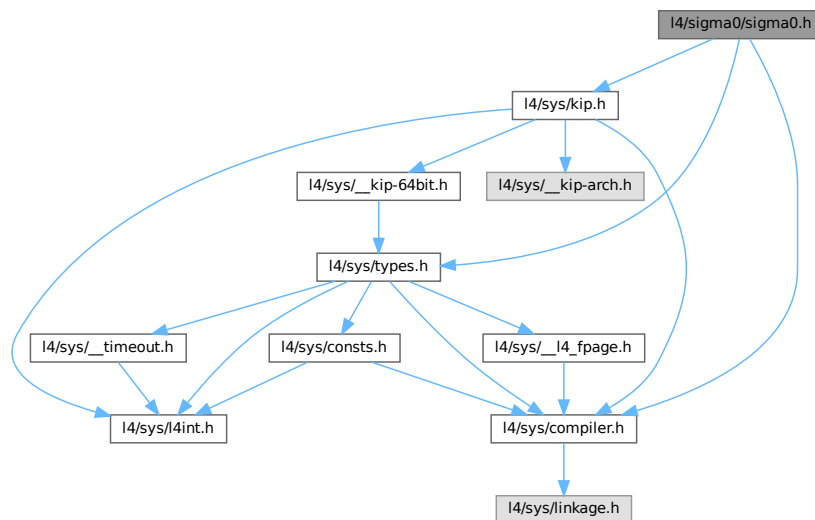 l4/sigma0/sigma0.h
l4/sys/kip.h
l4/sys/__kip-64bit.h
l4/sys/__kip-arch.h
l4/sys/types.h
l4/sys/__timeout.h
l4/sys/consts.h
l4/sys/__l4_fpage.h
l4/sys/l4int.h
l4/sys/compiler.h
l4/sys/linkage.h